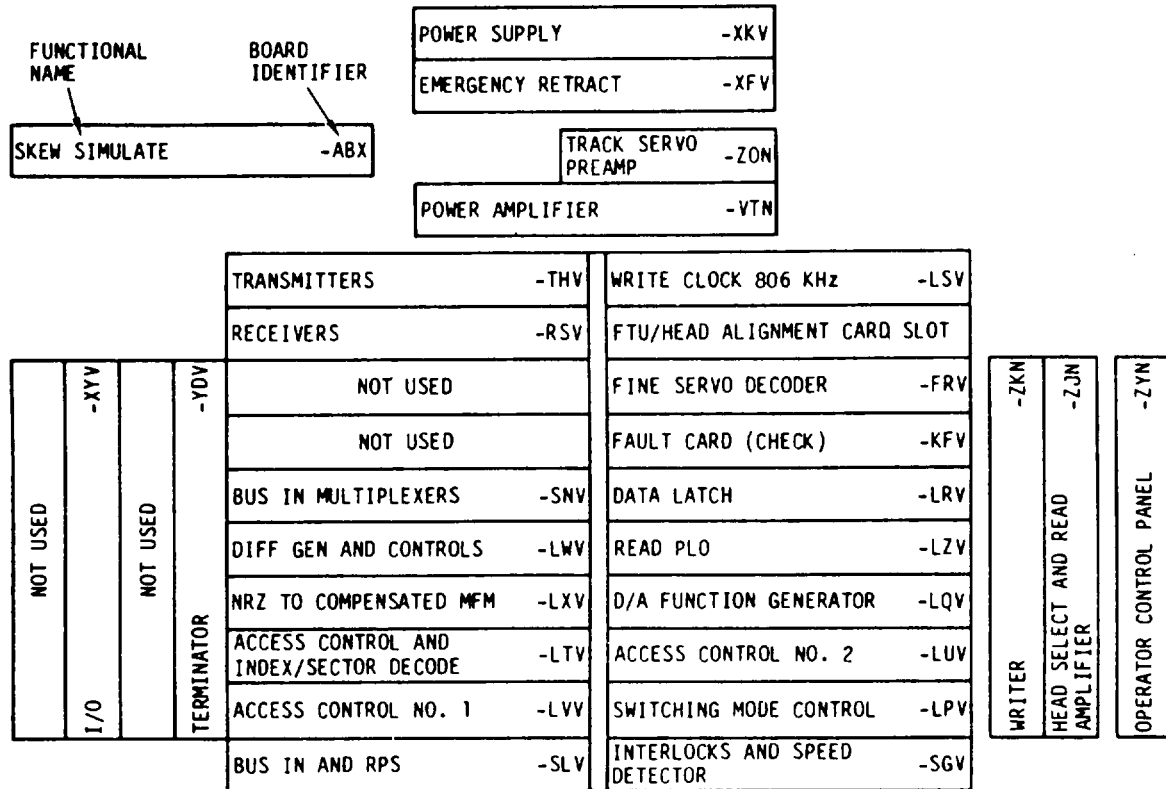 FUNCTIONAL
NAME
BOARD
IDENTIFIER
SKEW SIMULATE -ABX
POWER SUPPLY -XKV
EMERGENCY RETRACT -XFV
TRACK SERVO
PREAMP -ZON
POWER AMPLIFIER -VTN
NOT USED
I/O -XYV
NOT USED
TERMINATOR -YDV
TRANSMITTERS -THV
RECEIVERS -RSV
NOT USED
NOT USED
BUS IN MULTIPLEXERS -SNV
DIFF GEN AND CONTROLS -LWV
NRZ TO COMPENSATED MFM -LXV
ACCESS CONTROL AND
INDEX/SECTOR DECODE -LTV
ACCESS CONTROL NO. 1 -LVV
BUS IN AND RPS -SLV
WRITE CLOCK 806 KHz -LSV
FTU/HEAD ALIGNMENT CARD SLOT
FINE SERVO DECODER -FRV
FAULT CARD (CHECK) -KFV
DATA LATCH -LRV
READ PLO -LZV
D/A FUNCTION GENERATOR -LQV
ACCESS CONTROL NO. 2 -LUV
SWITCHING MODE CONTROL -LPV
INTERLOCKS AND SPEED
DETECTOR -SGV
WRITER -ZKN
HEAD SELECT AND READ
AMPLIFIER -ZJN
OPERATOR CONTROL PANEL -ZYN